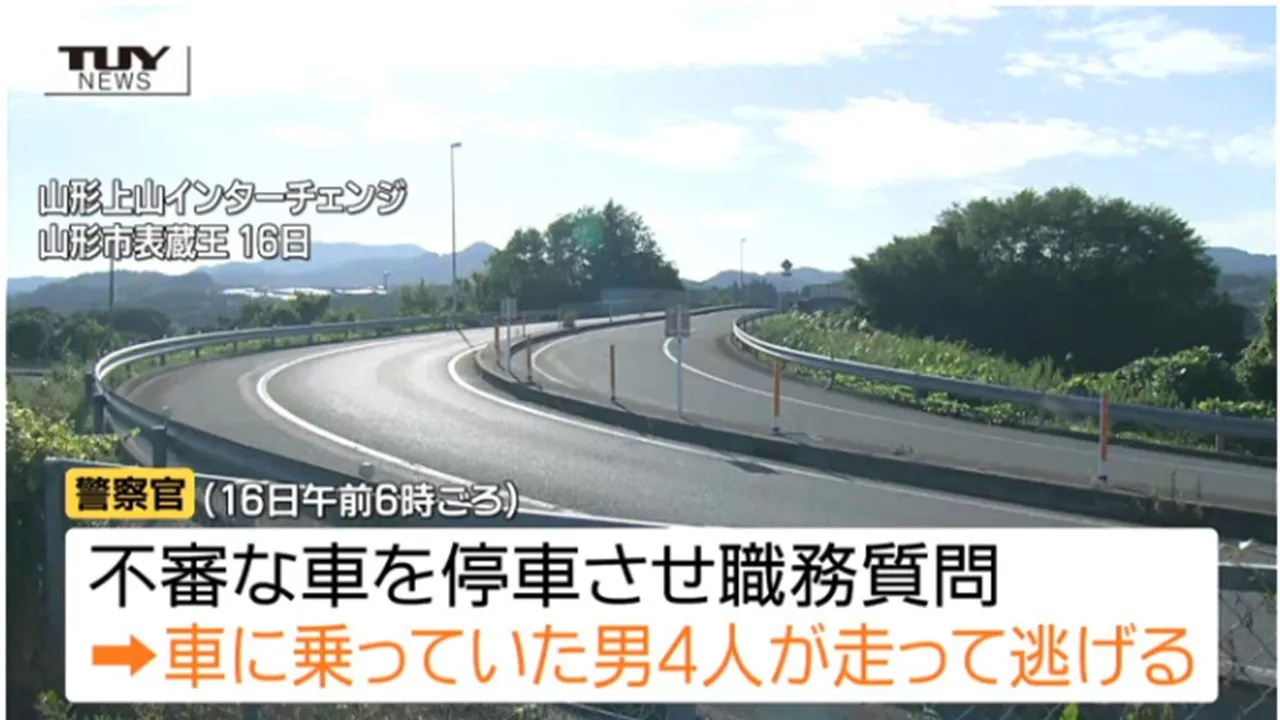 TUY
NEWS
山形上山インターチェンジ
山形市表蔵王 16日
警察官 (16日午前6時ごろ)
不審な車を停車させ職務質問
➡車に乗っていた男4人が走って逃げる